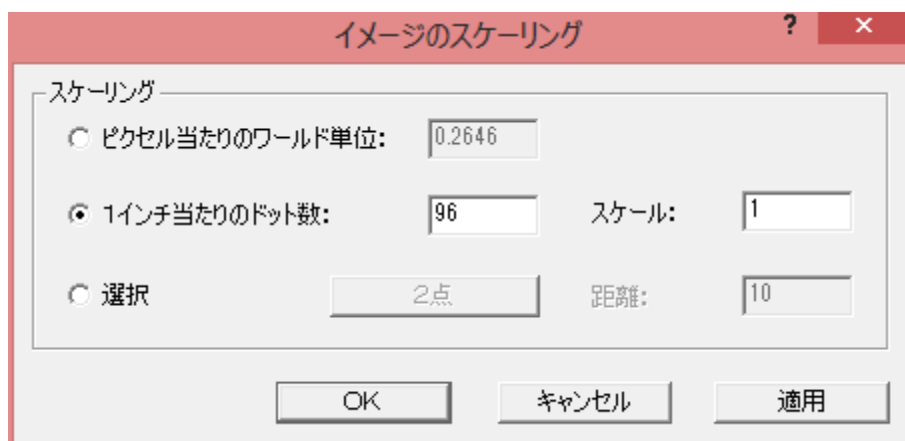 イメージのスケーリング ? ×
スケーリング
ピクセル当たりのワールド単位: 0.2646
1インチ当たりのドット数: 96 スケール: 1
選択 2点 距離: 10
OK キャンセル 適用